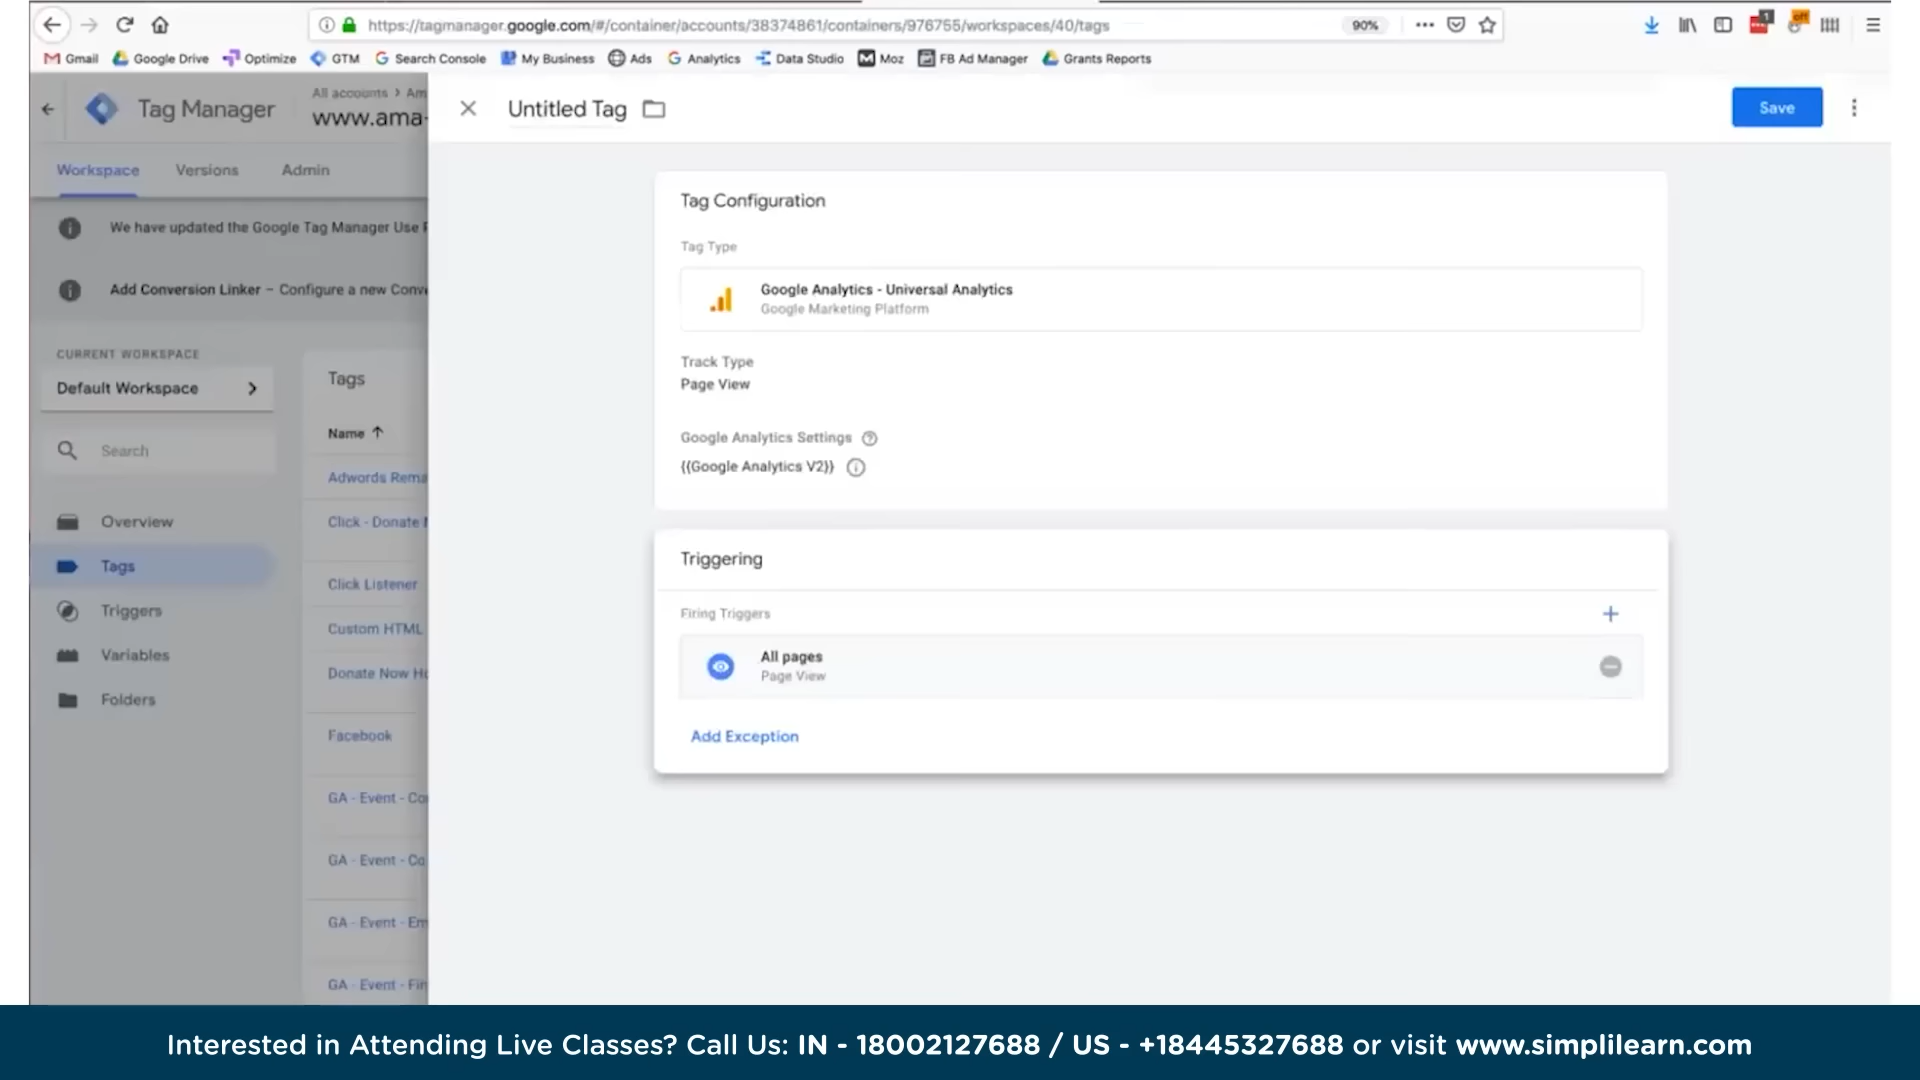 https://tagmanager.google.com/#/container/accounts/38374861/containers/976755/workspaces/40/tags
90%
1
off
Gmail Google Drive Optimize GTM Search Console My Business Ads Analytics Data Studio Moz FB Ad Manager Grants Reports
Tag Manager
All accounts > Am
www.ama-
Untitled Tag
Save
Workspace Versions Admin
We have updated the Google Tag Manager Use
Add Conversion Linker – Configure a new Conv
CURRENT WORKSPACE
Default Workspace
Search
Overview
Tags
Triggers
Variables
Folders
Tags
Name
Adwords Rema
Click - Donate
Click Listener
Custom HTML
Donate Now Ho
Facebook
GA - Event - Co
GA - Event - Co
GA - Event - Em
GA - Event - Fin
Tag Configuration
Tag Type
Google Analytics - Universal Analytics
Google Marketing Platform
Track Type
Page View
Google Analytics Settings
{{Google Analytics V2}}
Triggering
Firing Triggers
All pages
Page View
Add Exception
Interested in Attending Live Classes? Call Us: IN - 18002127688 / US - +18445327688 or visit www.simplilearn.com